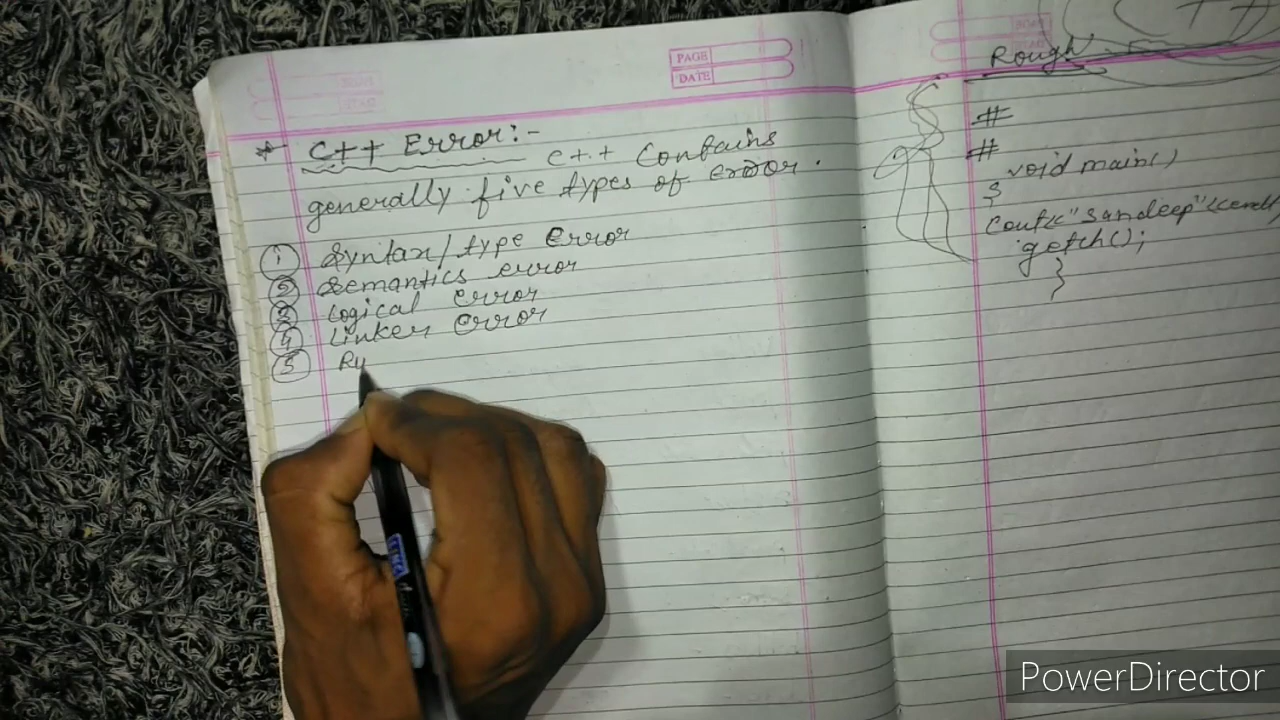 PAGE
DATE
C++ Error:-
C++ Contains
generally five types of error.
① Syntax/type Error
② Semantics error
③ Logical error
④ Linker Error
⑤ Ru
C++
Rough
#
#
void main()
{
Cout<<"Sandeep"<<endl
getch();
}
PowerDirector